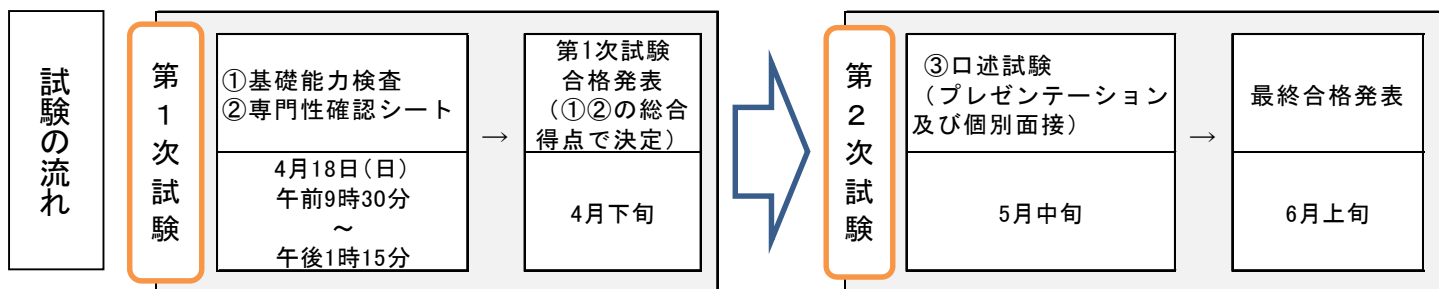 試験の流れ
第1次試験
①基礎能力検査
②専門性確認シート
4月18日(日)
午前9時30分
～
午後1時15分
→
第1次試験
合格発表
(①②の総合
得点で決定)
4月下旬
第2次試験
③口述試験
(プレゼンテーション
及び個別面接)
5月中旬
→
最終合格発表
6月上旬